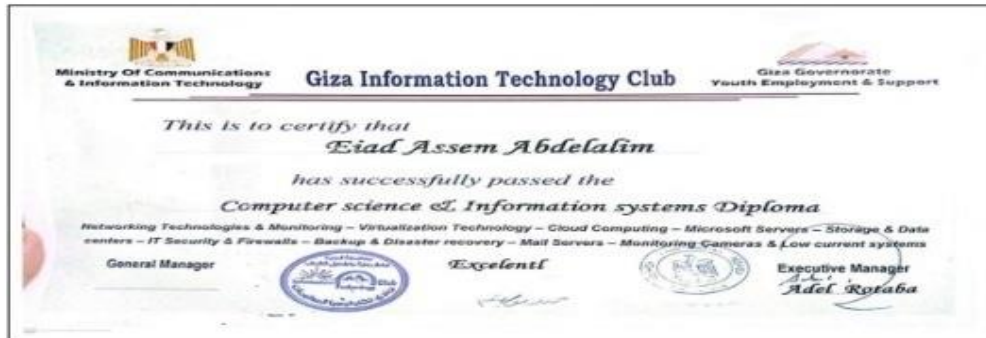 Ministry Of Communications
& Information Technology
Giza Information Technology Club
Giza Governorate
Youth Employment & Support
This is to certify that
Eiad Assem Abdelalim
has successfully passed the
Computer science & Information systems Diploma
Networking Technologies & Monitoring – Virtualization Technology – Cloud Computing – Microsoft Servers – Storage & Data
centers – IT Security & Firewalls – Backup & Disaster recovery – Mail Servers – Monitoring Cameras & Low current systems
General Manager
Excelentl
Executive Manager
Adel Rotaba